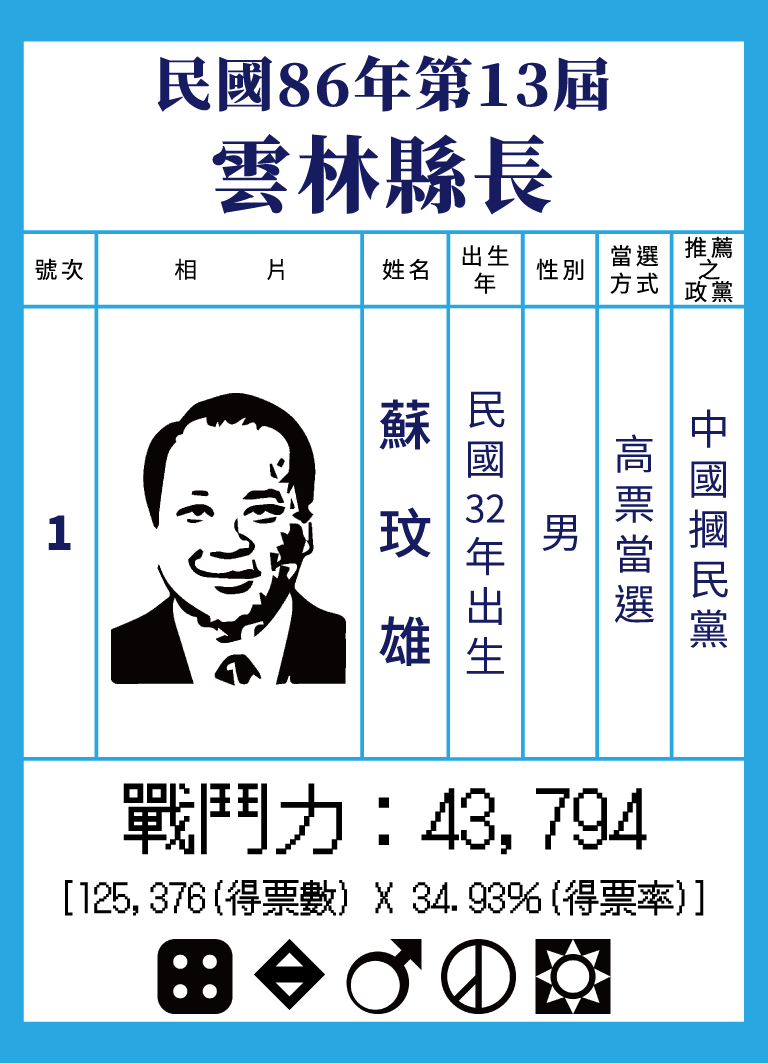 民國86年第13屆
雲林縣長
號次
相片
姓名
出生
年
性別
當選
方式
推薦
之
政黨
1
蘇玟雄
民國32年出生
男
高票當選
中國摑民黨
戰鬥力：43,794
[125,376(得票數) X 34.93%(得票率)]